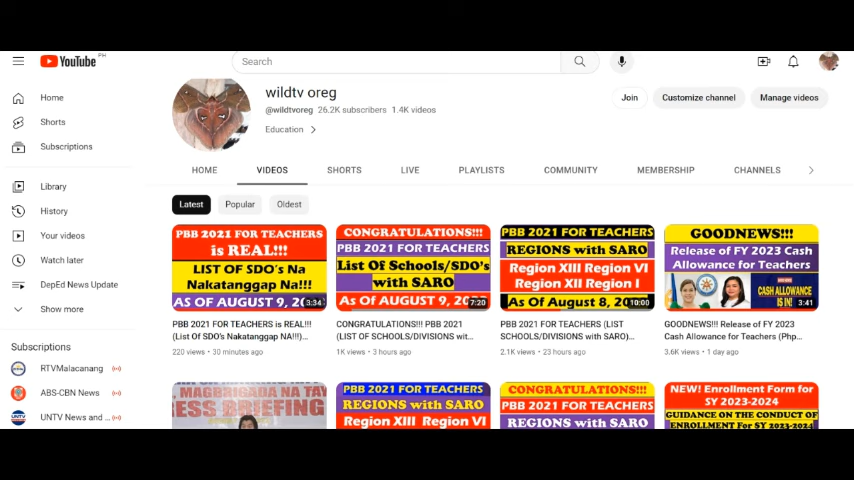 YouTube PH
Search
Home
Shorts
Subscriptions
Library
History
Your videos
Watch later
DepEd News Update
Show more
Subscriptions
RTVMalacanang
ABS-CBN News
UNTV News and ...
wildtv oreg
@wildtvoreg 26.2K subscribers 1.4K videos
Education
Join
Customize channel
Manage videos
HOME
VIDEOS
SHORTS
LIVE
PLAYLISTS
COMMUNITY
MEMBERSHIP
CHANNELS
Latest
Popular
Oldest
PBB 2021 FOR TEACHERS
is REAL!!!
LIST OF SDO's Na
Nakatanggap Na!!!
AS OF AUGUST 9, 20
3:34
PBB 2021 FOR TEACHERS is REAL!!!
(List Of SDO's Nakatanggap NA!!!)...
220 views • 30 minutes ago
CONGRATULATIONS!!!
PBB 2021 FOR TEACHERS
List Of Schools/SDO's
with SARO
AS OF AUGUST 9, 20
7:20
CONGRATULATIONS!!! PBB 2021
(LIST OF SCHOOLS/DIVISIONS wit...
1K views • 3 hours ago
PBB 2021 FOR TEACHERS
REGIONS with SARO
Region XIII Region VI
Region XII Region I
As Of August 8, 20
10:00
PBB 2021 FOR TEACHERS (LIST
SCHOOLS/DIVISIONS with SARO)...
2.1K views • 23 hours ago
GOODNEWS!!!
Release of FY 2023 Cash
Allowance for Teachers
CASH ALLOWANCE
IS IN!
3:41
GOODNEWS!!! Release of FY 2023
Cash Allowance for Teachers (Php...
3.6K views • 1 day ago
MAGBRIGADA NA TAY
ESS BRIEFING
PBB 2021 FOR TEACHERS
REGIONS with SARO
Region XIII Region VI
CONGRATULATIONS!!!
PBB 2021 FOR TEACHERS
REGIONS with SARO
NEW! Enrollment Form for
SY 2023-2024
GUIDANCE ON THE CONDUCT OF
ENROLLMENT For SY 2023-2024